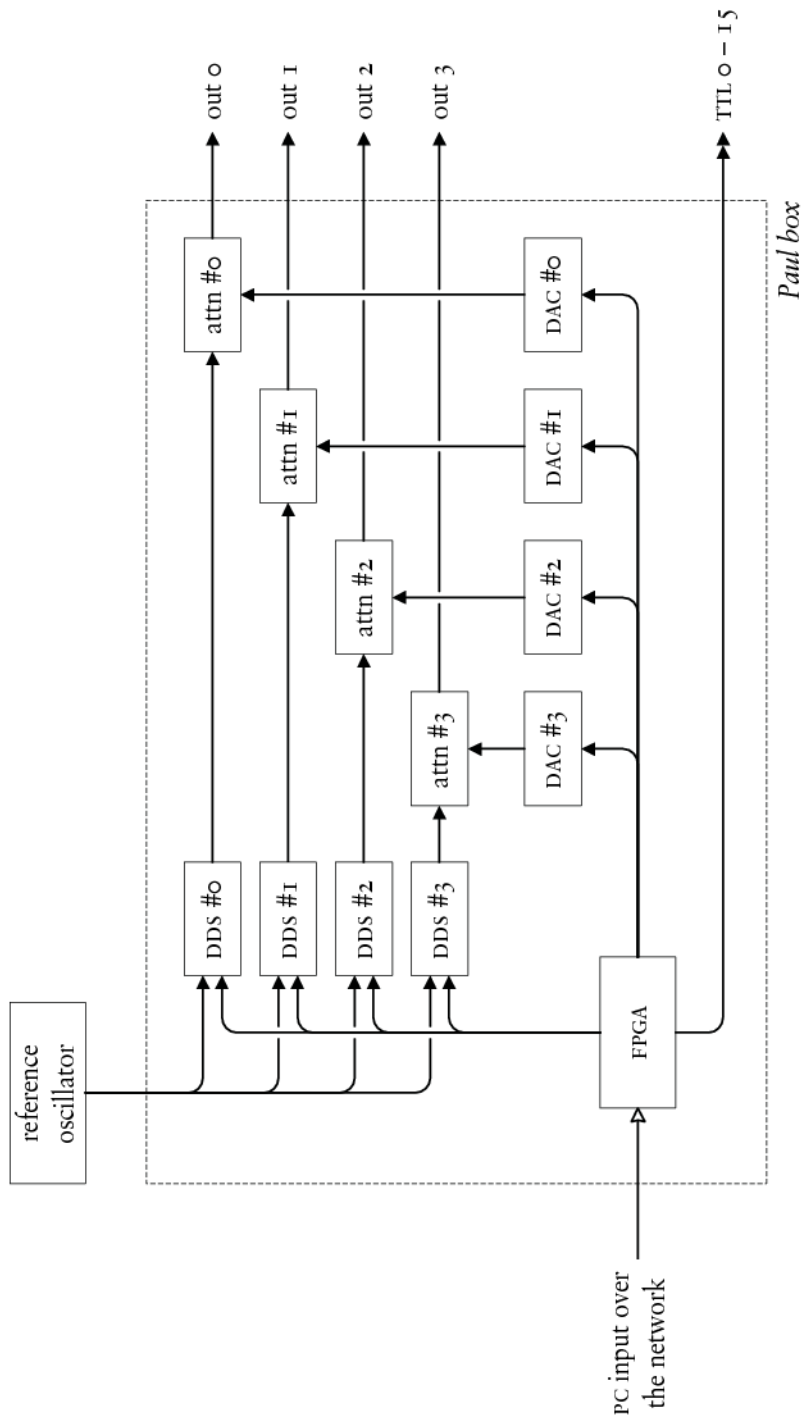 reference
oscillator
DDS #0
attn #0
out 0
DDS #1
attn #1
out 1
DDS #2
attn #2
out 2
DDS #3
attn #3
out 3
DAC #3
DAC #2
DAC #1
DAC #0
FPGA
PC input over
the network
TTL 0 – 15
Paul box